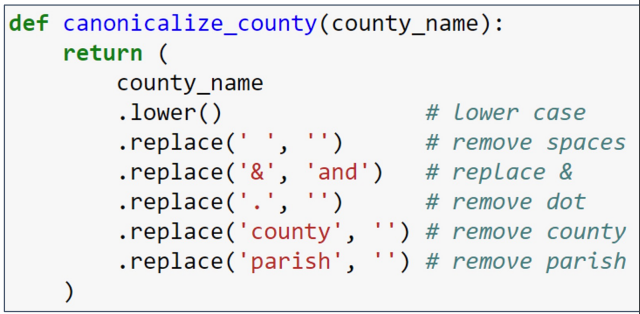 def canonicalize_county(county_name):
    return (
        county_name
        .lower()               # lower case
        .replace(' ', '')      # remove spaces
        .replace('&', 'and')   # replace &
        .replace('.', '')      # remove dot
        .replace('county', '') # remove county
        .replace('parish', '') # remove parish
    )